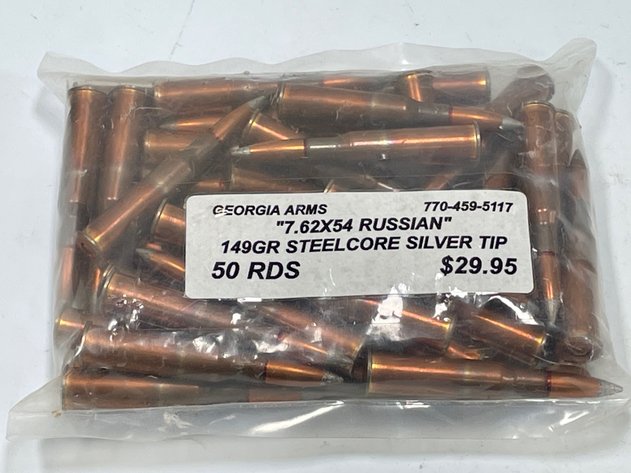 GEORGIA ARMS 770-459-5117
"7.62X54 RUSSIAN"
149GR STEELCORE SILVER TIP
50 RDS $29.95